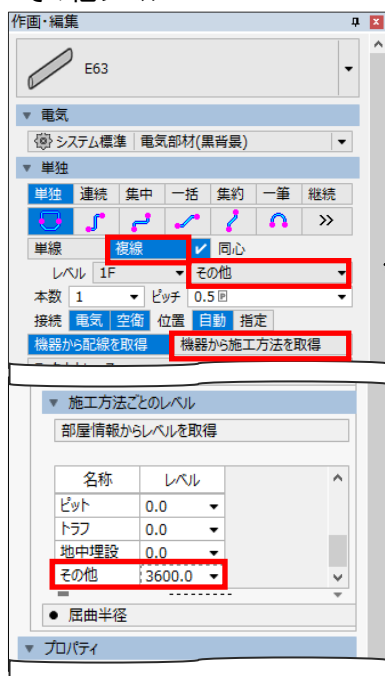 作画・編集
E63
電気
システム標準 電気部材(黒背景)
単独
単独 連続 集中 一括 集約 一筆 継続
>>
単線 複線 同心
レベル 1F その他
本数 1 ピッチ 0.5 P
接続 電気 空衛 位置 自動 指定
機器から配線を取得 機器から施工方法を取得
施工方法ごとのレベル
部屋情報からレベルを取得
名称 レベル
ピット 0.0
トラフ 0.0
地中埋設 0.0
その他 3600.0
屈曲半径
プロパティ